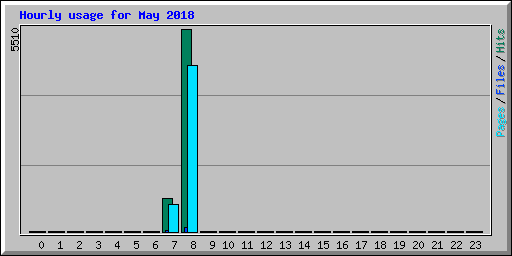 Hourly usage for May 2018
5510
Pages/Files/Hits
0 1 2 3 4 5 6 7 8 9 10 11 12 13 14 15 16 17 18 19 20 21 22 23